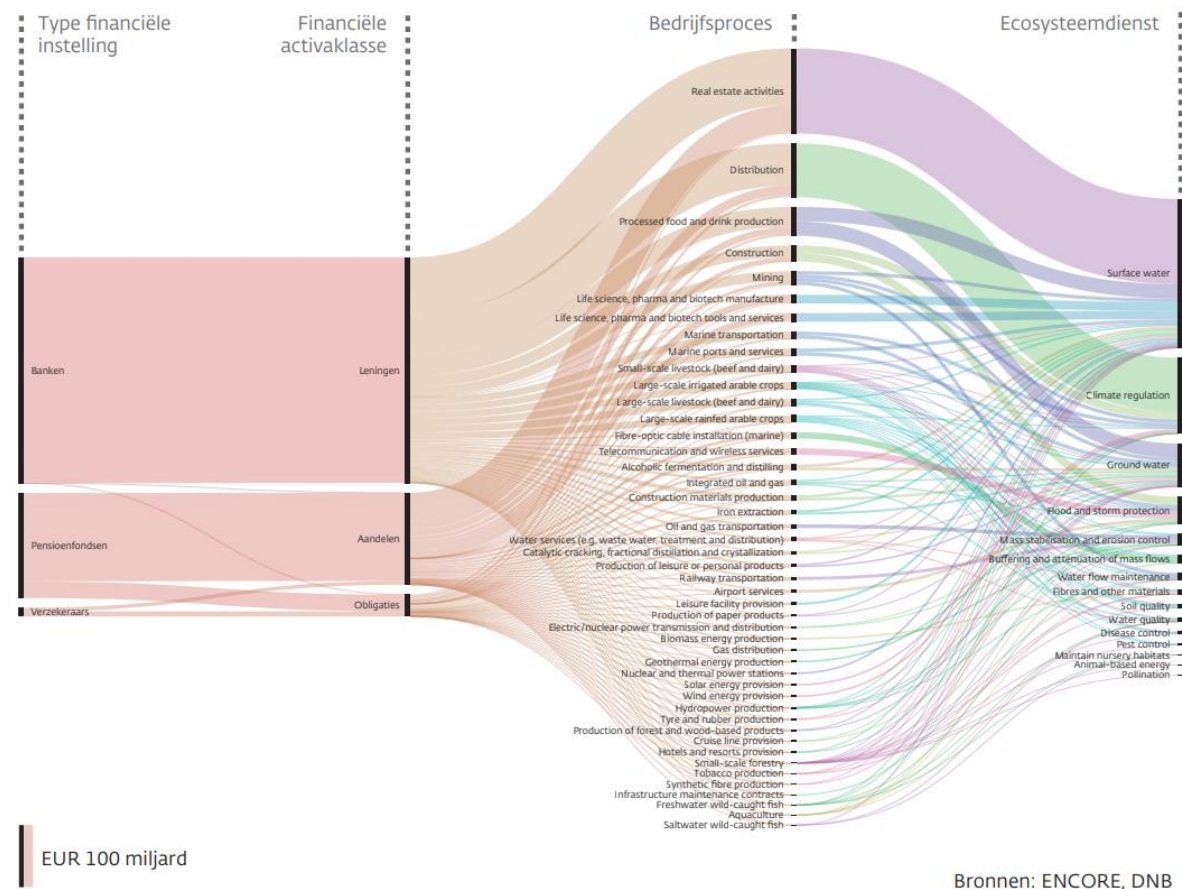 Type financiële
instelling
Financiële
activaklasse
Bedrijfsproces
Ecosysteemdienst
Banken
Pensioenfondsen
Verzekeraars
Leningen
Aandelen
Obligaties
Real estate activities
Distribution
Processed food and drink production
Construction
Mining
Life science, pharma and biotech manufacture
Life science, pharma and biotech tools and services
Marine transportation
Marine ports and services
Small-scale livestock (beef and dairy)
Large-scale irrigated arable crops
Large-scale livestock (beef and dairy)
Large-scale rainfed arable crops
Fibre-optic cable installation (marine)
Telecommunication and wireless services
Alcoholic fermentation and distilling
Integrated oil and gas
Construction materials production
Iron extraction
Oil and gas transportation
Water services (e.g. waste water, treatment and distribution)
Catalytic cracking, fractional distillation and crystallization
Production of leisure or personal products
Railway transportation
Airport services
Leisure facility provision
Production of paper products
Electric/nuclear power transmission and distribution
Biomass energy production
Gas distribution
Geothermal energy production
Nuclear and thermal power stations
Solar energy provision
Wind energy provision
Hydropower production
Tyre and rubber production
Production of forest and wood-based products
Cruise line provision
Hotels and resorts provision
Small-scale forestry
Tobacco production
Synthetic fibre production
Infrastructure maintenance contracts
Freshwater wild-caught fish
Aquaculture
Saltwater wild-caught fish
Surface water
Climate regulation
Ground water
Flood and storm protection
Mass stabilisation and erosion control
Buffering and attenuation of mass flows
Water flow maintenance
Fibres and other materials
Soil quality
Water quality
Disease control
Pest control
Maintain nursery habitats
Animal-based energy
Pollination
EUR 100 miljard
Bronnen: ENCORE, DNB